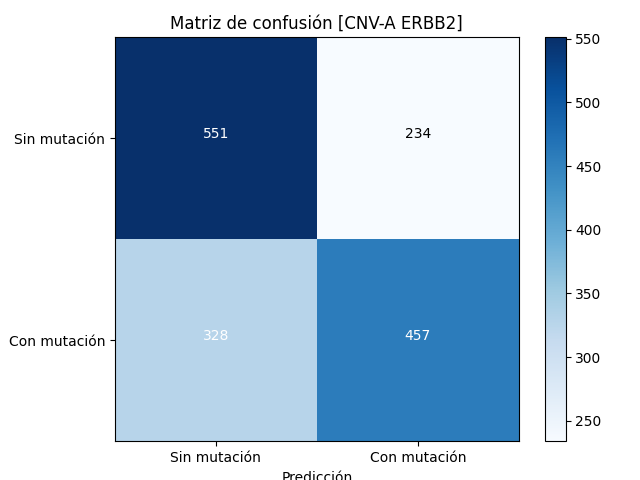 Matriz de confusión [CNV-A ERBB2]
Sin mutación
551
234
Con mutación
328
457
Sin mutación
Con mutación
Predicción
550
500
450
400
350
300
250